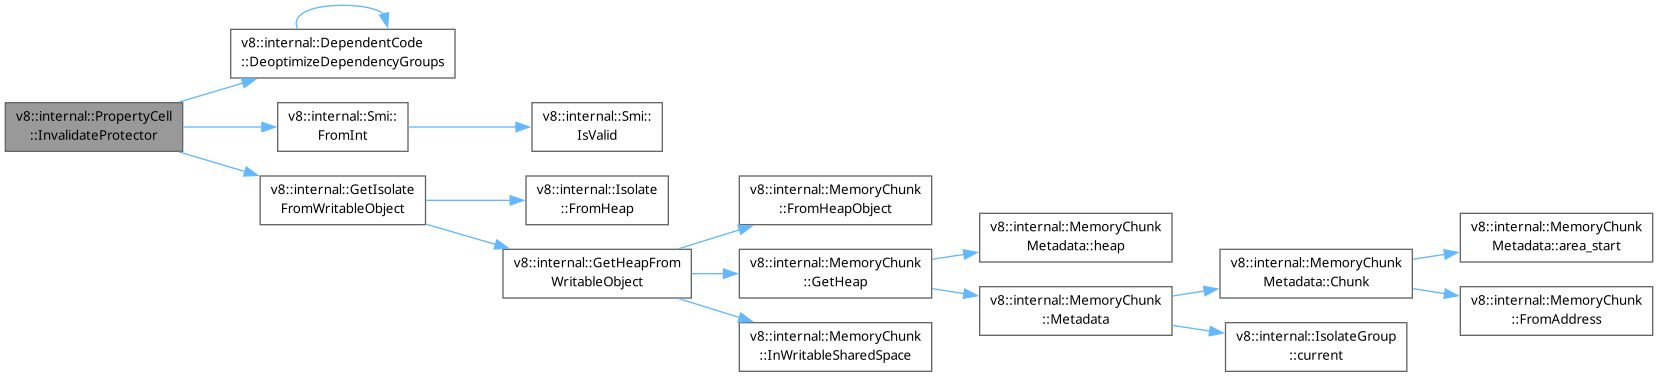 v8::internal::DependentCode
::DeoptimizeDependencyGroups
v8::internal::PropertyCell
::InvalidateProtector
v8::internal::Smi::
FromInt
v8::internal::Smi::
IsValid
v8::internal::GetIsolate
FromWritableObject
v8::internal::Isolate
::FromHeap
v8::internal::MemoryChunk
::FromHeapObject
v8::internal::GetHeapFrom
WritableObject
v8::internal::MemoryChunk
::GetHeap
v8::internal::MemoryChunk
::InWritableSharedSpace
v8::internal::MemoryChunk
Metadata::heap
v8::internal::MemoryChunk
::Metadata
v8::internal::MemoryChunk
Metadata::Chunk
v8::internal::IsolateGroup
::current
v8::internal::MemoryChunk
Metadata::area_start
v8::internal::MemoryChunk
::FromAddress